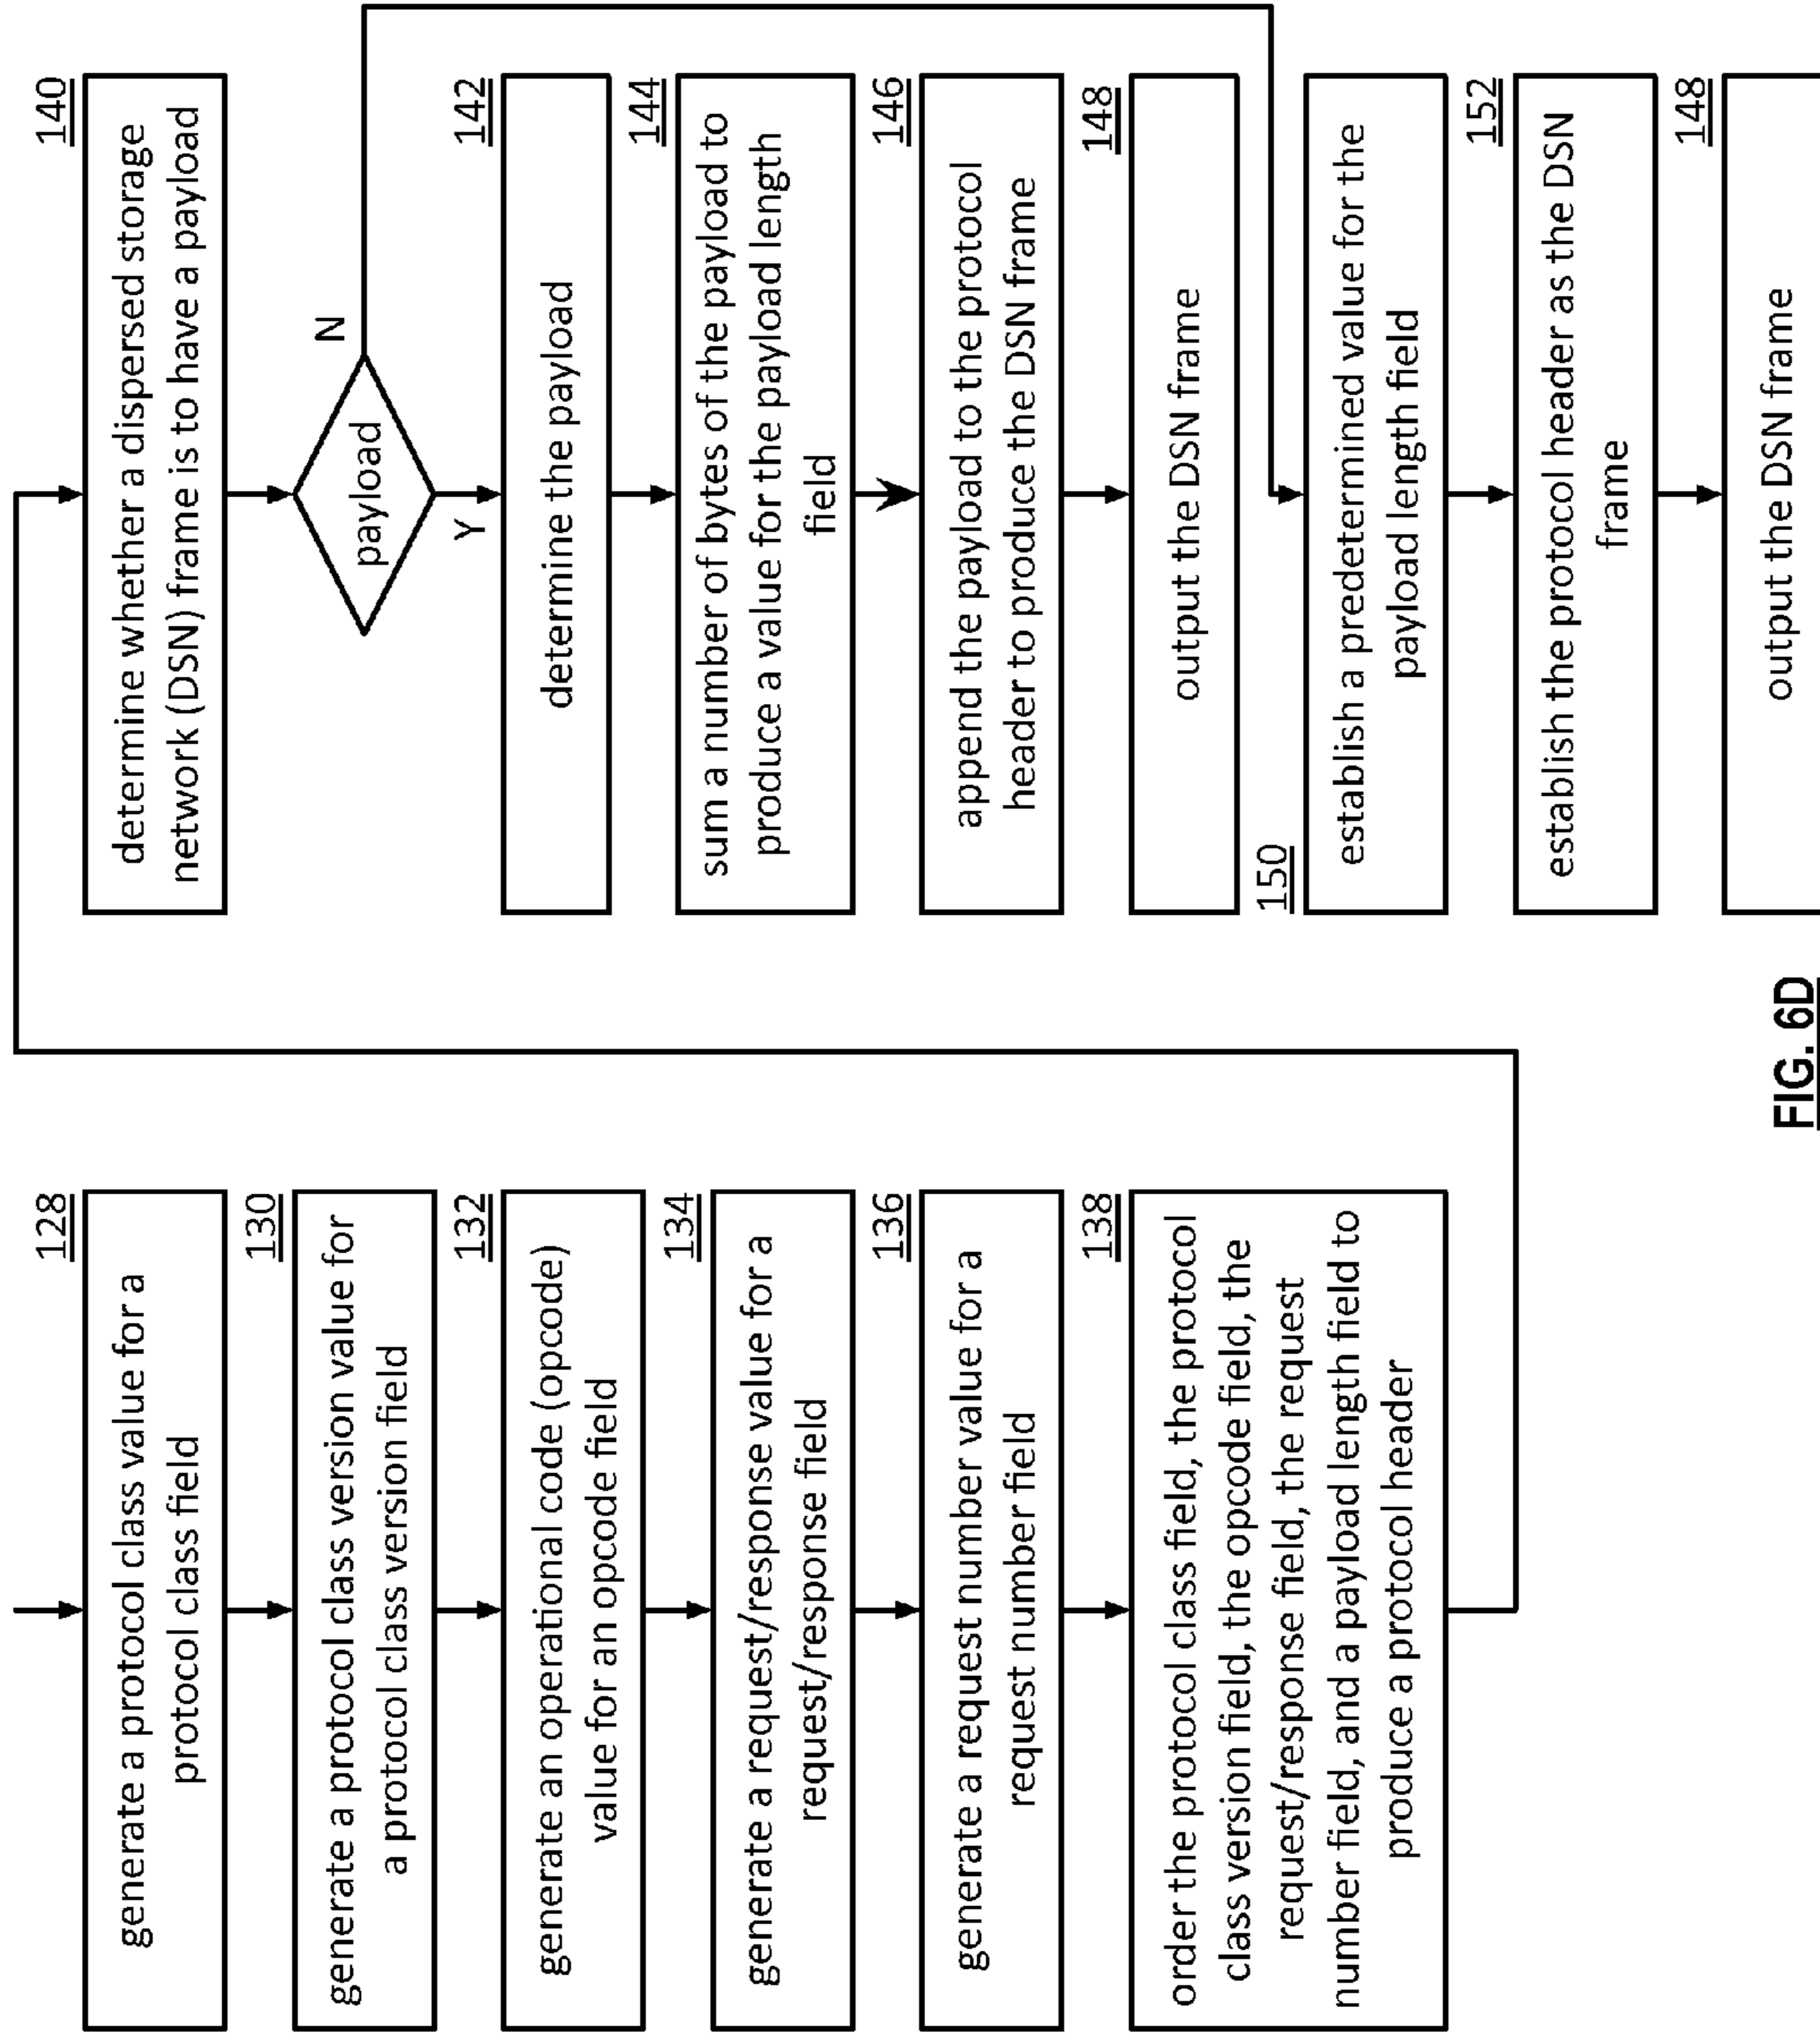 128
generate a protocol class value for a
protocol class field
130
generate a protocol class version value for
a protocol class version field
132
generate an operational code (opcode)
value for an opcode field
134
generate a request/response value for a
request/response field
136
generate a request number value for a
request number field
138
order the protocol class field, the protocol
class version field, the opcode field, the
request/response field, the request
number field, and a payload length field to
produce a protocol header
140
determine whether a dispersed storage
network (DSN) frame is to have a payload
payload
N
Y
142
determine the payload
144
sum a number of bytes of the payload to
produce a value for the payload length
field
146
append the payload to the protocol
header to produce the DSN frame
148
output the DSN frame
150
establish a predetermined value for the
payload length field
152
establish the protocol header as the DSN
frame
148
output the DSN frame
FIG. 6D